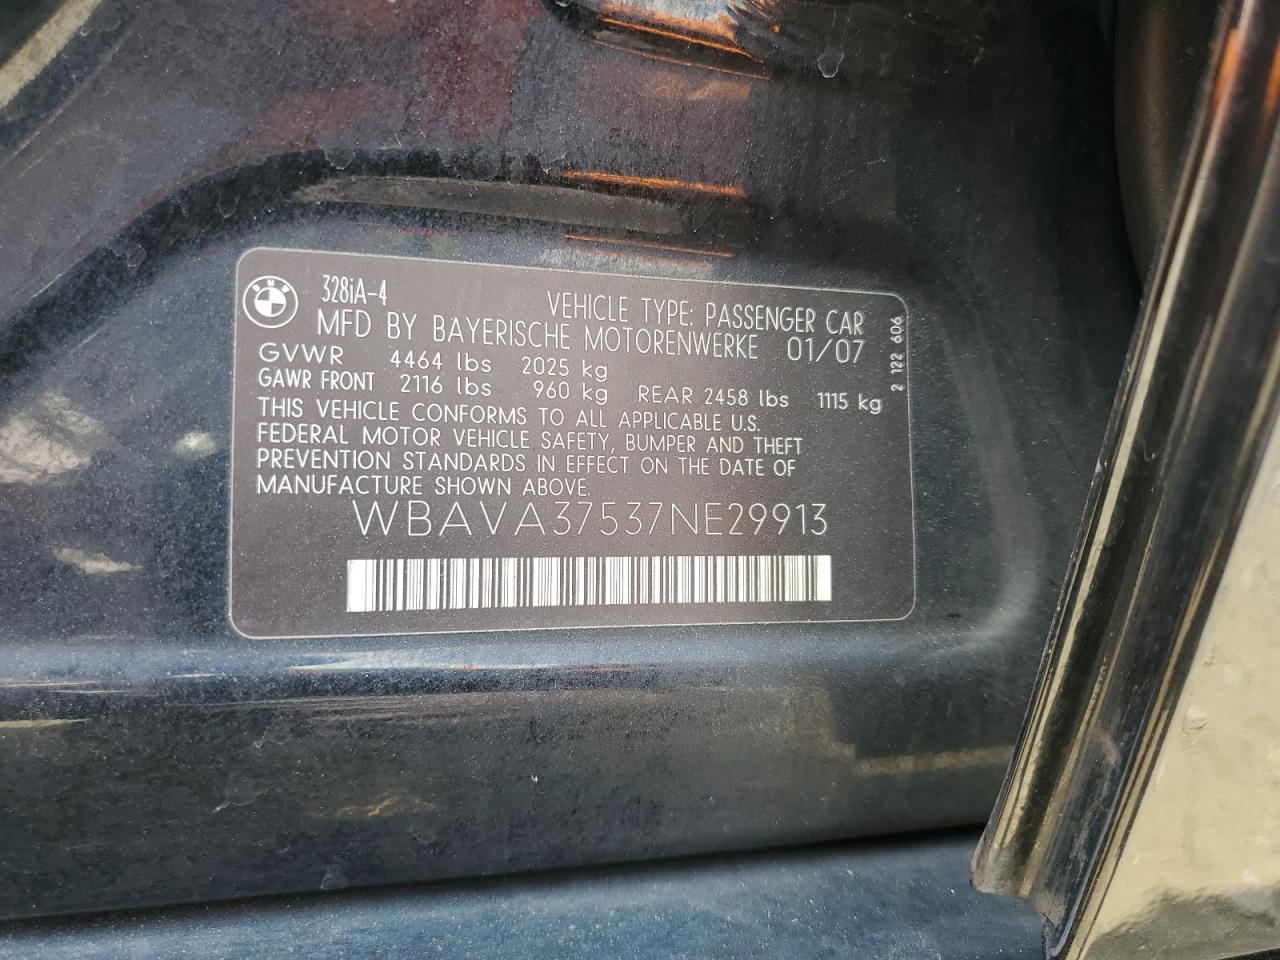 BMW
328iA-4
VEHICLE TYPE: PASSENGER CAR
MFD BY BAYERISCHE MOTORENWERKE 01/07
GVWR 4464 lbs 2025 kg
GAWR FRONT 2116 lbs 960 kg REAR 2458 lbs 1115 kg
THIS VEHICLE CONFORMS TO ALL APPLICABLE U.S.
FEDERAL MOTOR VEHICLE SAFETY, BUMPER AND THEFT
PREVENTION STANDARDS IN EFFECT ON THE DATE OF
MANUFACTURE SHOWN ABOVE.
WBAVA37537NE29913
2 122 606